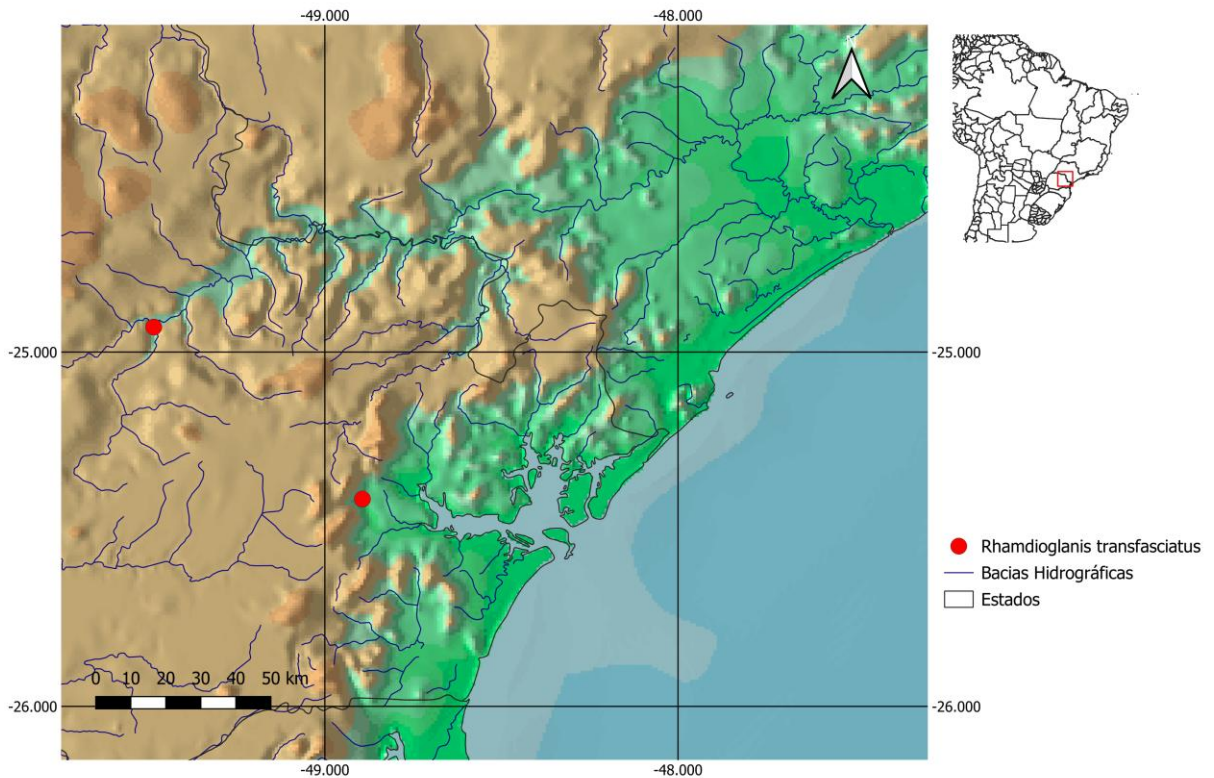 -49.000
-48.000
-25.000
-25.000
Rhamdioglanis transfasciatus
Bacias Hidrográficas
Estados
0 10 20 30 40 50 km
-26.000
-26.000
-49.000
-48.000